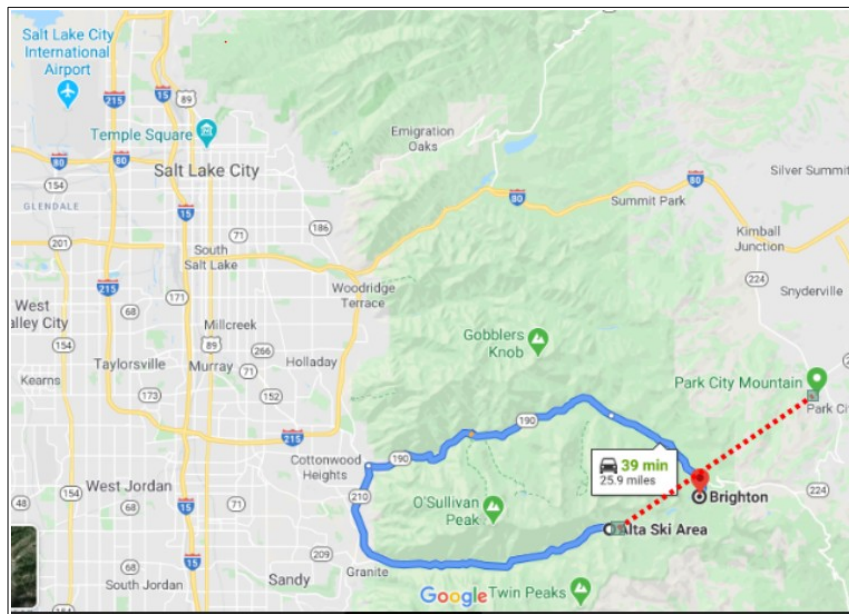 Salt Lake City
International
Airport
215
15
89
Temple Square
Emigration
Oaks
80
80
154
Salt Lake City
80
Silver Summit
GLENDALE
154
15
80
Summit Park
201
71
186
Kimball
Junction
South
Salt Lake
224
215
171
Woodridge
Terrace
Snyderville
West
alley City
68
Millcreek
89
Gobblers
Knob
154
266
Taylorsville
Murray
71
Holladay
Park City Mountain
Kearns
173
152
Park City
190
215
190
Cottonwood
Heights
39 min
25.9 miles
West Jordan
210
Brighton
224
48
71
O'Sullivan
Peak
Alta Ski Area
154
68
209
Granite
South Jordan
Sandy
Google
Twin Peaks